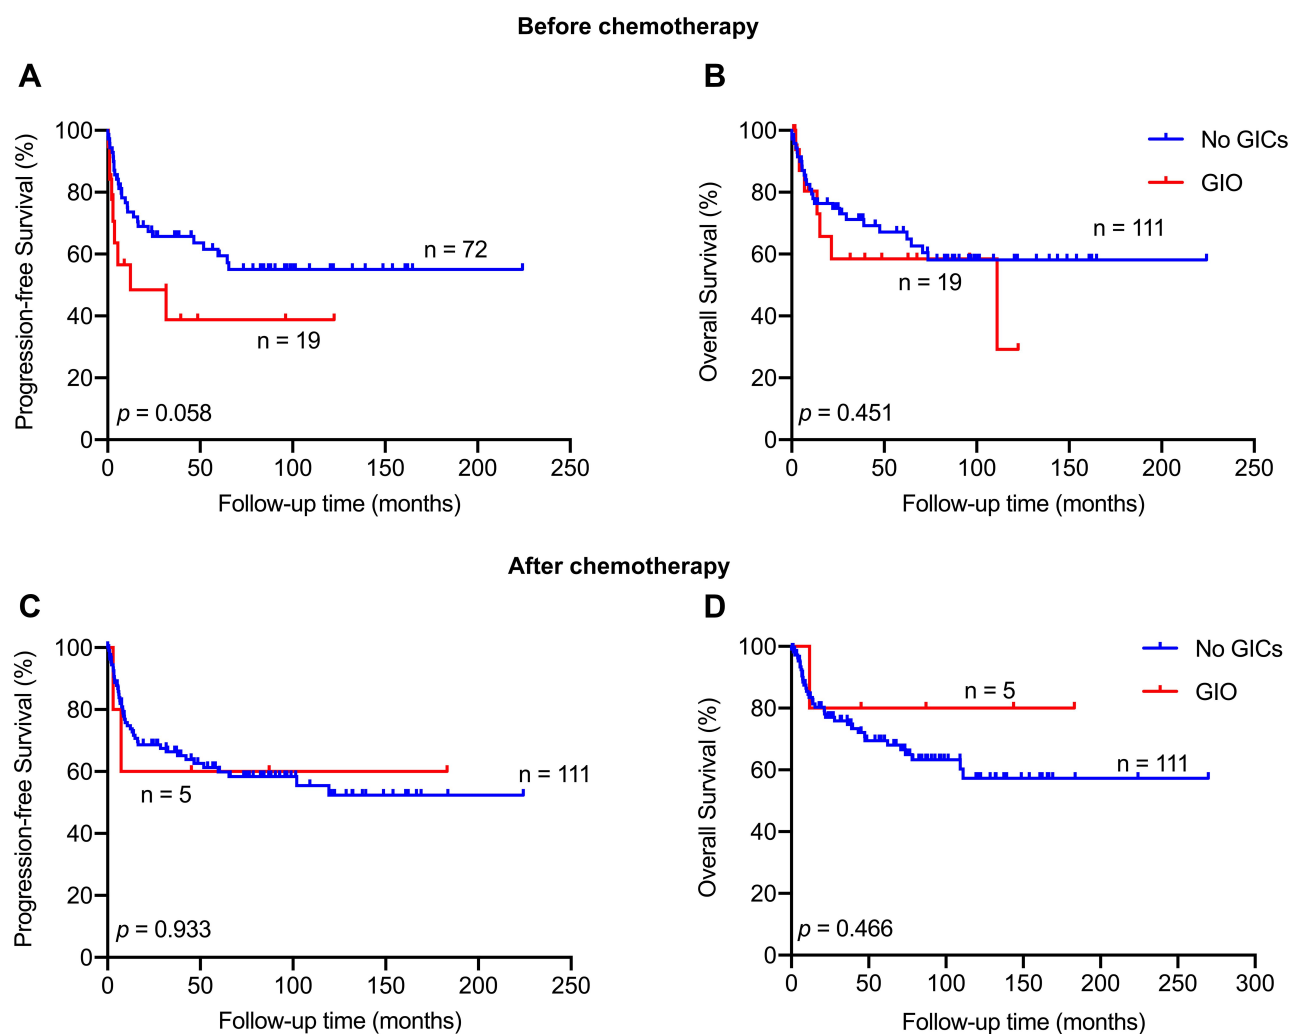 Before chemotherapy
A
Progression-free Survival (%)
100
80
60
40
20
0
n = 72
n = 19
p = 0.058
0 50 100 150 200 250
Follow-up time (months)
B
Overall Survival (%)
100
80
60
40
20
0
No GICs
GIO
n = 111
n = 19
p = 0.451
0 50 100 150 200 250
Follow-up time (months)
After chemotherapy
C
Progression-free Survival (%)
100
80
60
40
20
0
n = 111
n = 5
p = 0.933
0 50 100 150 200 250
Follow-up time (months)
D
Overall Survival (%)
100
80
60
40
20
0
No GICs
GIO
n = 5
n = 111
p = 0.466
0 50 100 150 200 250 300
Follow-up time (months)